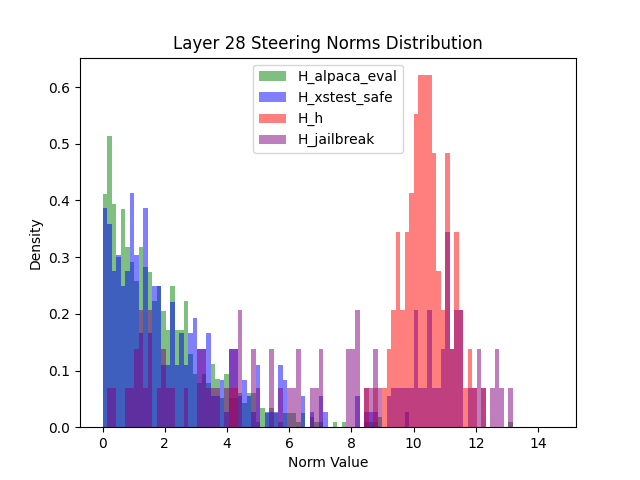 Layer 28 Steering Norms Distribution
H_alpaca_eval
H_xstest_safe
H_h
H_jailbreak
Density
0.6
0.5
0.4
0.3
0.2
0.1
0.0
0 2 4 6 8 10 12 14
Norm Value